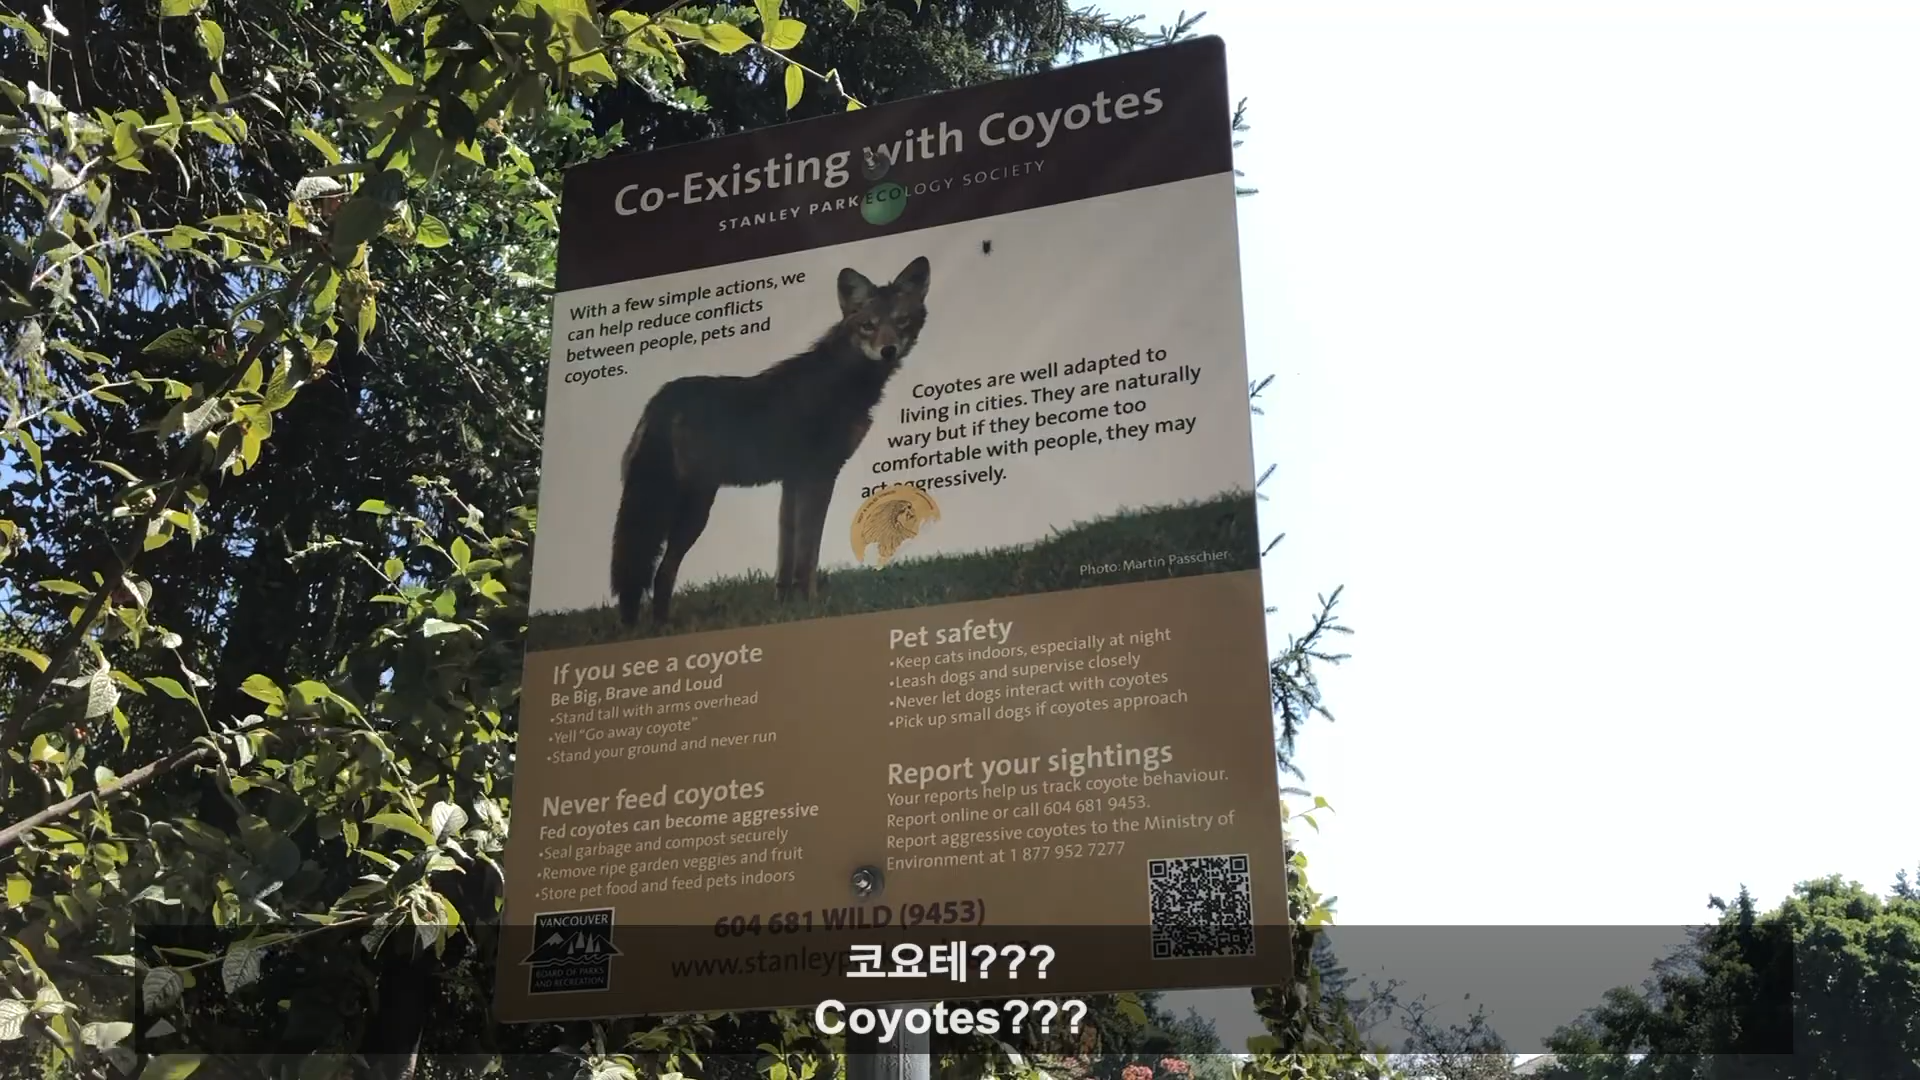 Co-Existing with Coyotes
STANLEY PARK ECOLOGY SOCIETY
With a few simple actions, we
can help reduce conflicts
between people, pets and
coyotes.
Coyotes are well adapted to
living in cities. They are naturally
wary but if they become too
comfortable with people, they may
act aggressively.
Photo: Martin Passchier
If you see a coyote
Be Big, Brave and Loud
•Stand tall with arms overhead
•Yell "Go away coyote"
•Stand your ground and never run
Never feed coyotes
Fed coyotes can become aggressive
•Seal garbage and compost securely
•Remove ripe garden veggies and fruit
•Store pet food and feed pets indoors
Pet safety
•Keep cats indoors, especially at night
•Leash dogs and supervise closely
•Never let dogs interact with coyotes
•Pick up small dogs if coyotes approach
Report your sightings
Your reports help us track coyote behaviour.
Report online or call 604 681 9453.
Report aggressive coyotes to the Ministry of
Environment at 1 877 952 7277
VANCOUVER
BOARD OF PARKS
AND RECREATION
604 681 WILD (9453)
코요테???
Coyotes???